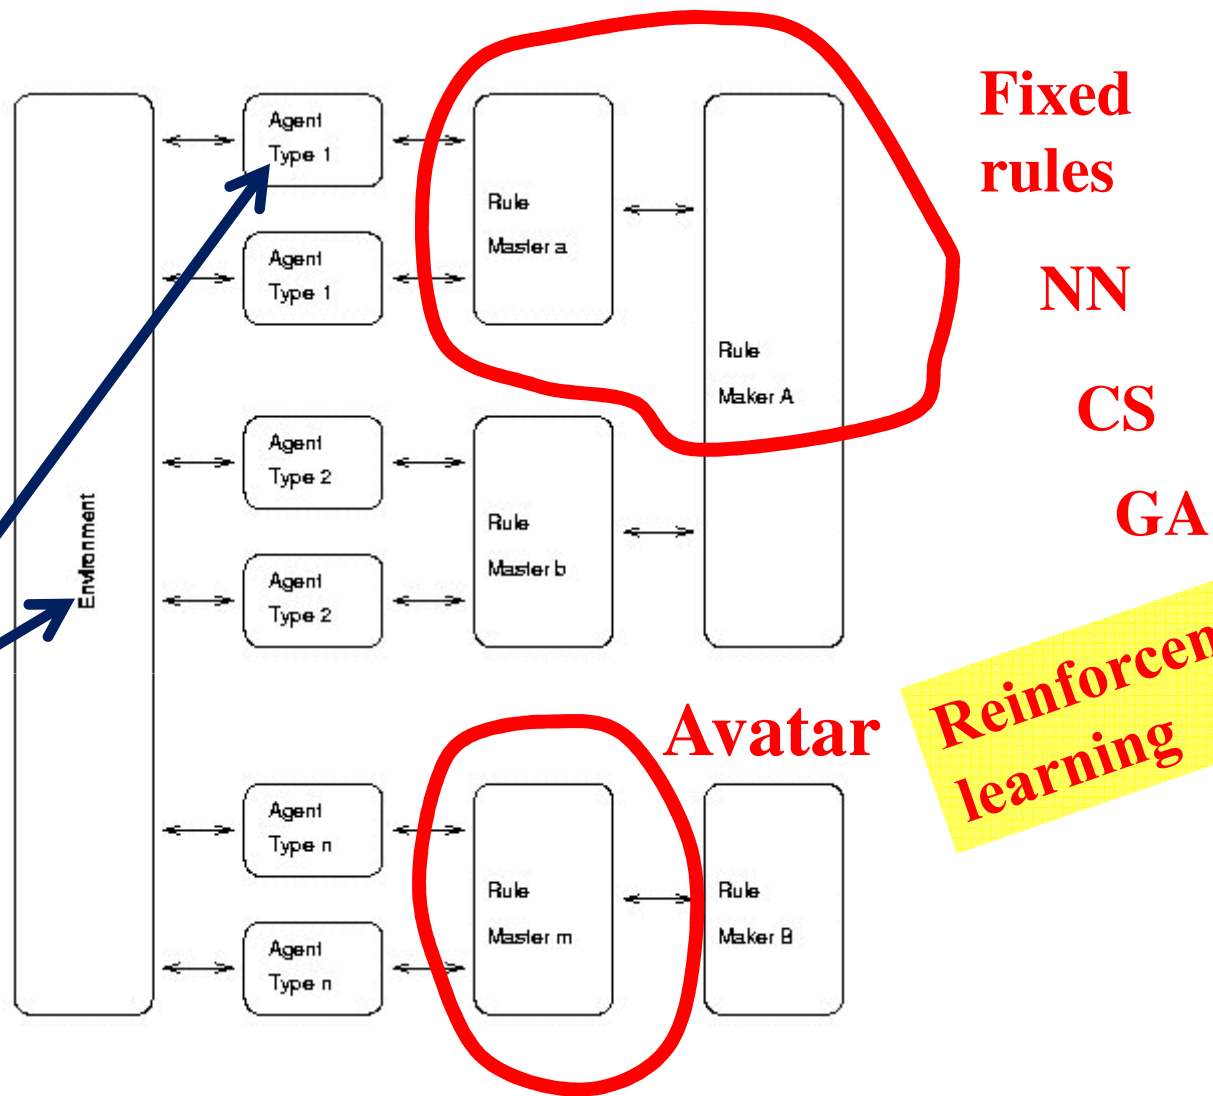 Fixed
rules
NN
CS
GA
Agent
Type 1
Agent
Type 1
Rule
Master a
Rule
Maker A
Agent
Type 2
Agent
Type 2
Rule
Master b
Environment
Avatar
Reinforcen
learning
Agent
Type n
Agent
Type n
Rule
Master m
Rule
Maker B